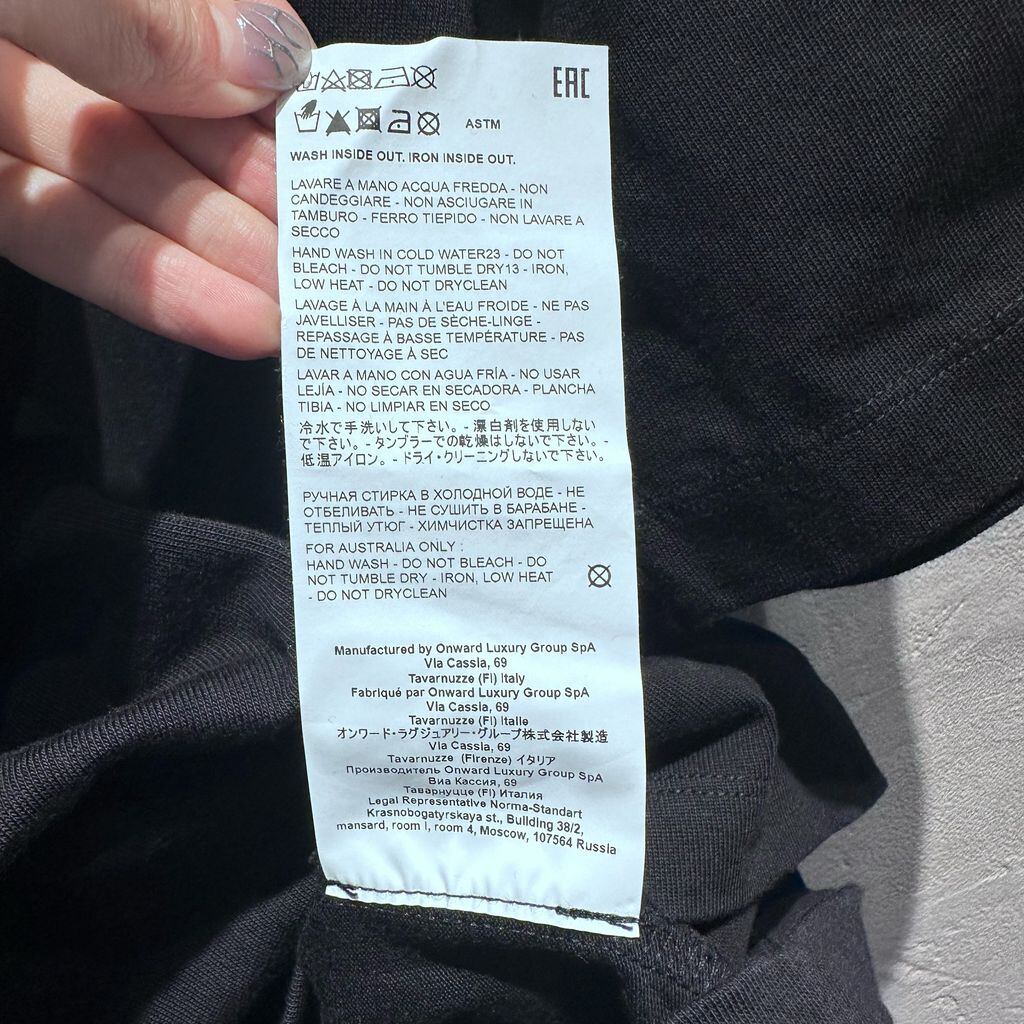 EAC
ASTM
WASH INSIDE OUT. IRON INSIDE OUT.
LAVARE A MANO ACQUA FREDDA - NON
CANDEGGIARE - NON ASCIUGARE IN
TAMBURO - FERRO TIEPIDO - NON LAVARE A
SECCO
HAND WASH IN COLD WATER23 - DO NOT
BLEACH - DO NOT TUMBLE DRY13 - IRON,
LOW HEAT - DO NOT DRYCLEAN
LAVAGE À LA MAIN À L'EAU FROIDE - NE PAS
JAVELLISER - PAS DE SÈCHE-LINGE -
REPASSAGE À BASSE TEMPÉRATURE - PAS
DE NETTOYAGE À SEC
LAVAR A MANO CON AGUA FRÍA - NO USAR
LEJÍA - NO SECAR EN SECADORA - PLANCHA
TIBIA - NO LIMPIAR EN SECO
冷水で手洗いして下さい。- 漂白剤を使用しない
で下さい。- タンブラーでの乾燥はしないで下さい。-
低温アイロン。- ドライ・クリーニングしないで下さい。
РУЧНАЯ СТИРКА В ХОЛОДНОЙ ВОДЕ - НЕ
ОТБЕЛИВАТЬ - НЕ СУШИТЬ В БАРАБАНЕ -
ТЕПЛЫЙ УТЮГ - ХИМЧИСТКА ЗАПРЕЩЕНА
FOR AUSTRALIA ONLY :
HAND WASH - DO NOT BLEACH - DO
NOT TUMBLE DRY - IRON, LOW HEAT
- DO NOT DRYCLEAN
Manufactured by Onward Luxury Group SpA
Via Cassia, 69
Tavarnuzze (FI) Italy
Fabriqué par Onward Luxury Group SpA
Via Cassia, 69
Tavarnuzze (FI) Italie
オンワード・ラグジュアリー・グループ株式会社製造
Via Cassia, 69
Tavarnuzze (Firenze) イタリア
Производитель Onward Luxury Group SpA
Виа Кассия, 69
Таварнуцце (FI) Италия
Legal Representative Norma-Standart
Krasnobogatyrskaya st., Building 38/2,
mansard, room I, room 4, Moscow, 107564 Russia